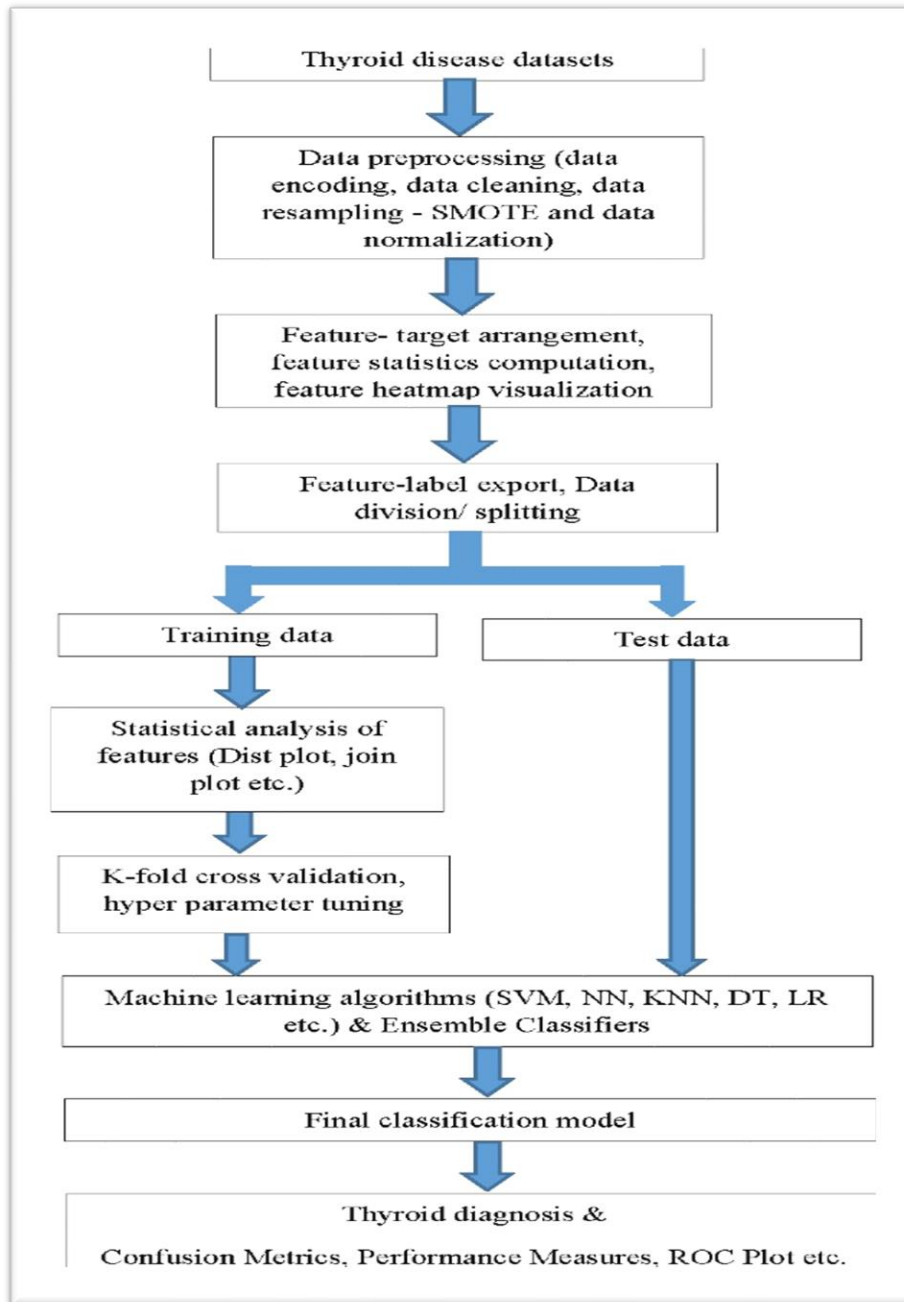 Thyroid disease datasets
Data preprocessing (data
encoding, data cleaning, data
resampling - SMOTE and data
normalization)
Feature- target arrangement,
feature statistics computation,
feature heatmap visualization
Feature-label export, Data
division/ splitting
Training data
Test data
Statistical analysis of
features (Dist plot, join
plot etc.)
K-fold cross validation,
hyper parameter tuning
Machine learning algorithms (SVM, NN, KNN, DT, LR
etc.) & Ensemble Classifiers
Final classification model
Thyroid diagnosis &
Confusion Metrics, Performance Measures, ROC Plot etc.